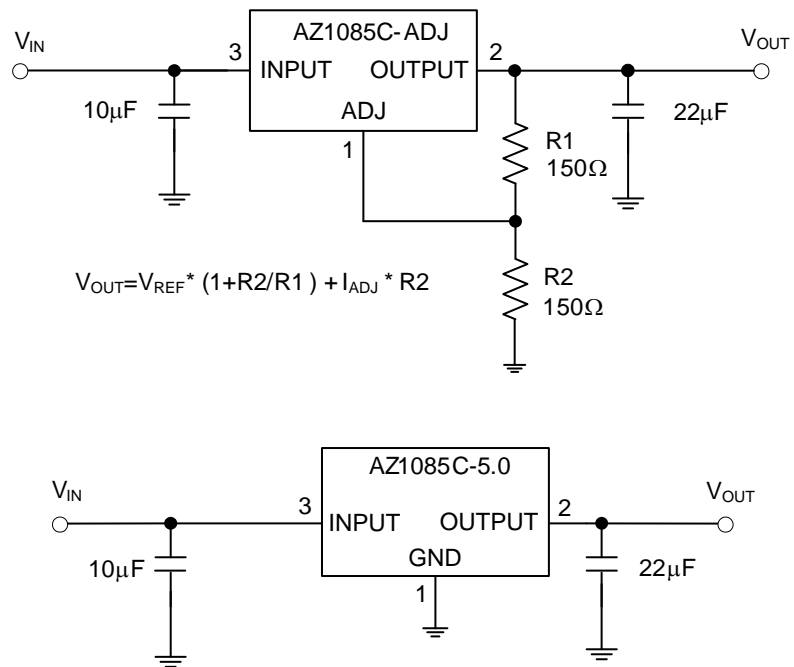 AZ1085C-ADJ
V_IN
3
2
V_OUT
INPUT
OUTPUT
10μF
ADJ
22μF
1
R1
150Ω
V_OUT=V_REF* (1+R2/R1 ) + I_ADJ * R2
R2
150Ω
AZ1085C-5.0
V_IN
3
2
V_OUT
INPUT
OUTPUT
10μF
GND
22μF
1